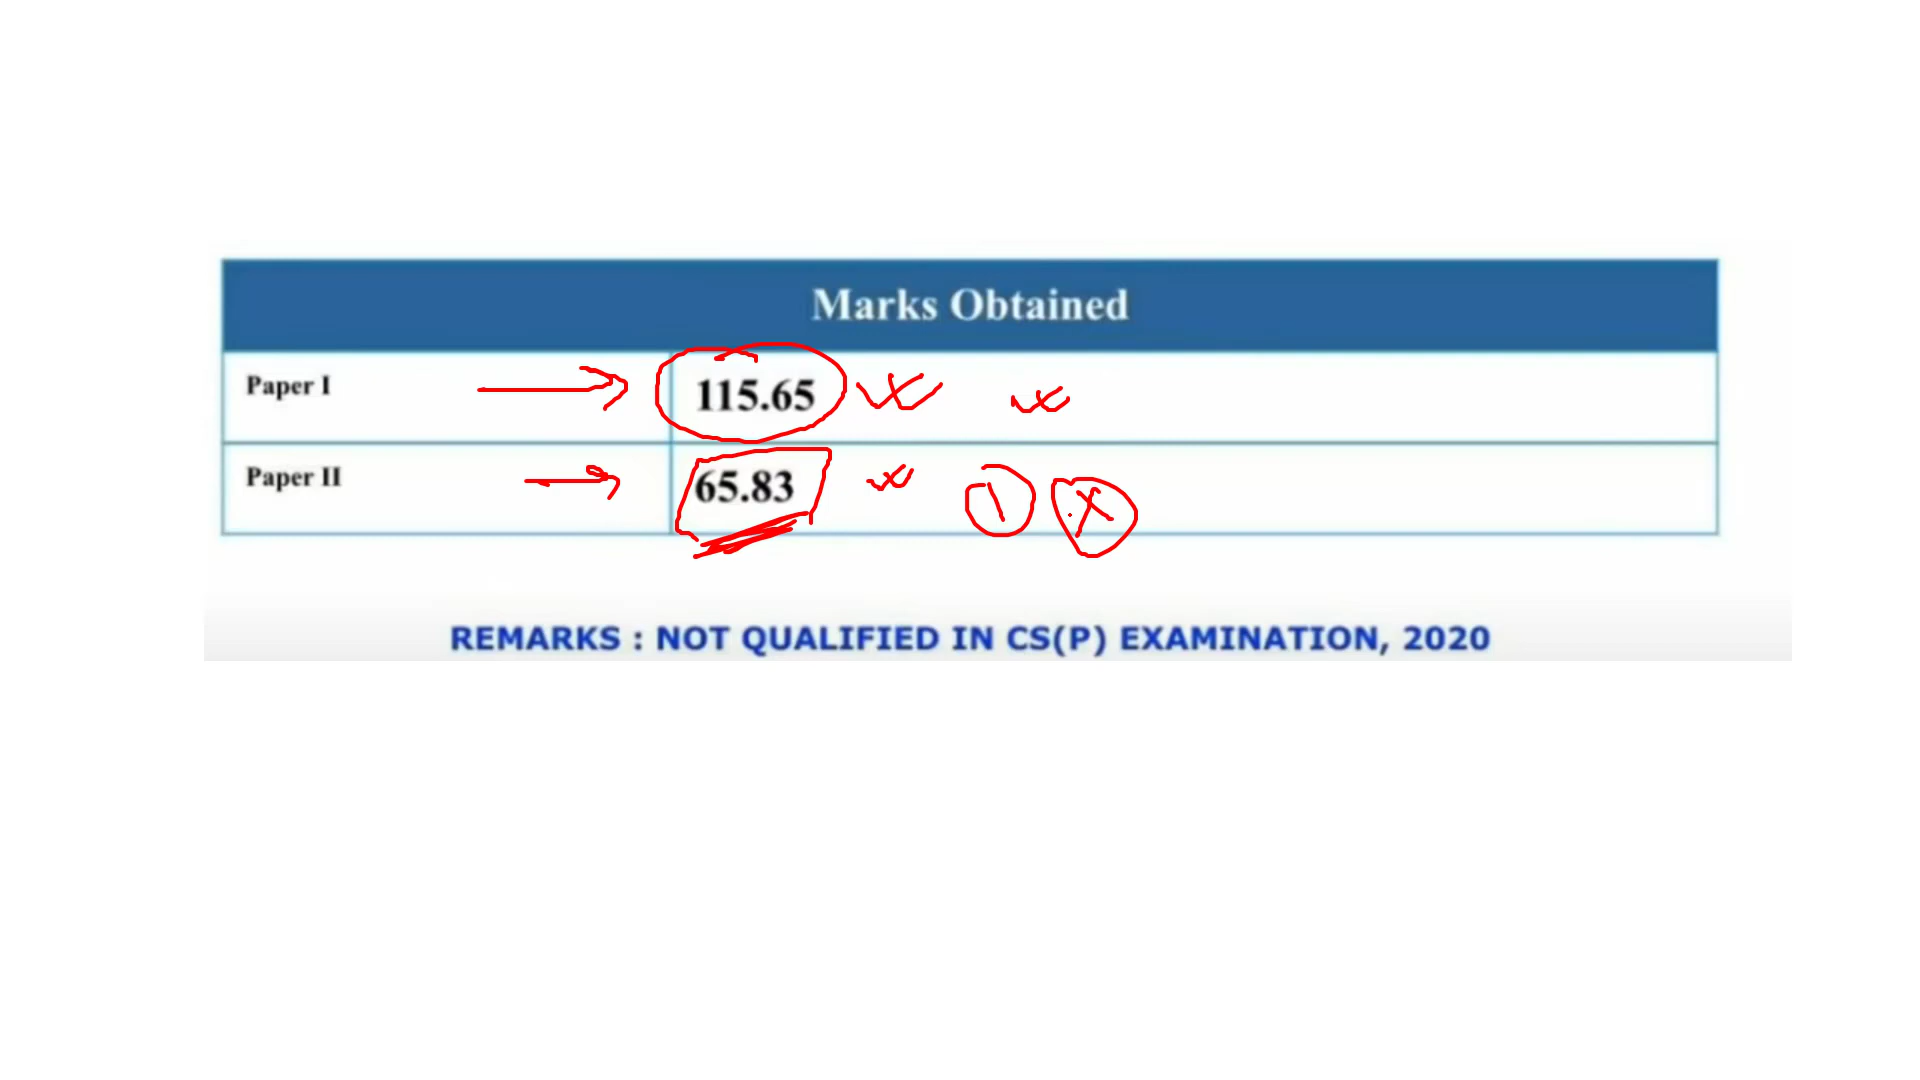 Marks Obtained
Paper I 115.65
Paper II 65.83
REMARKS : NOT QUALIFIED IN CS(P) EXAMINATION, 2020